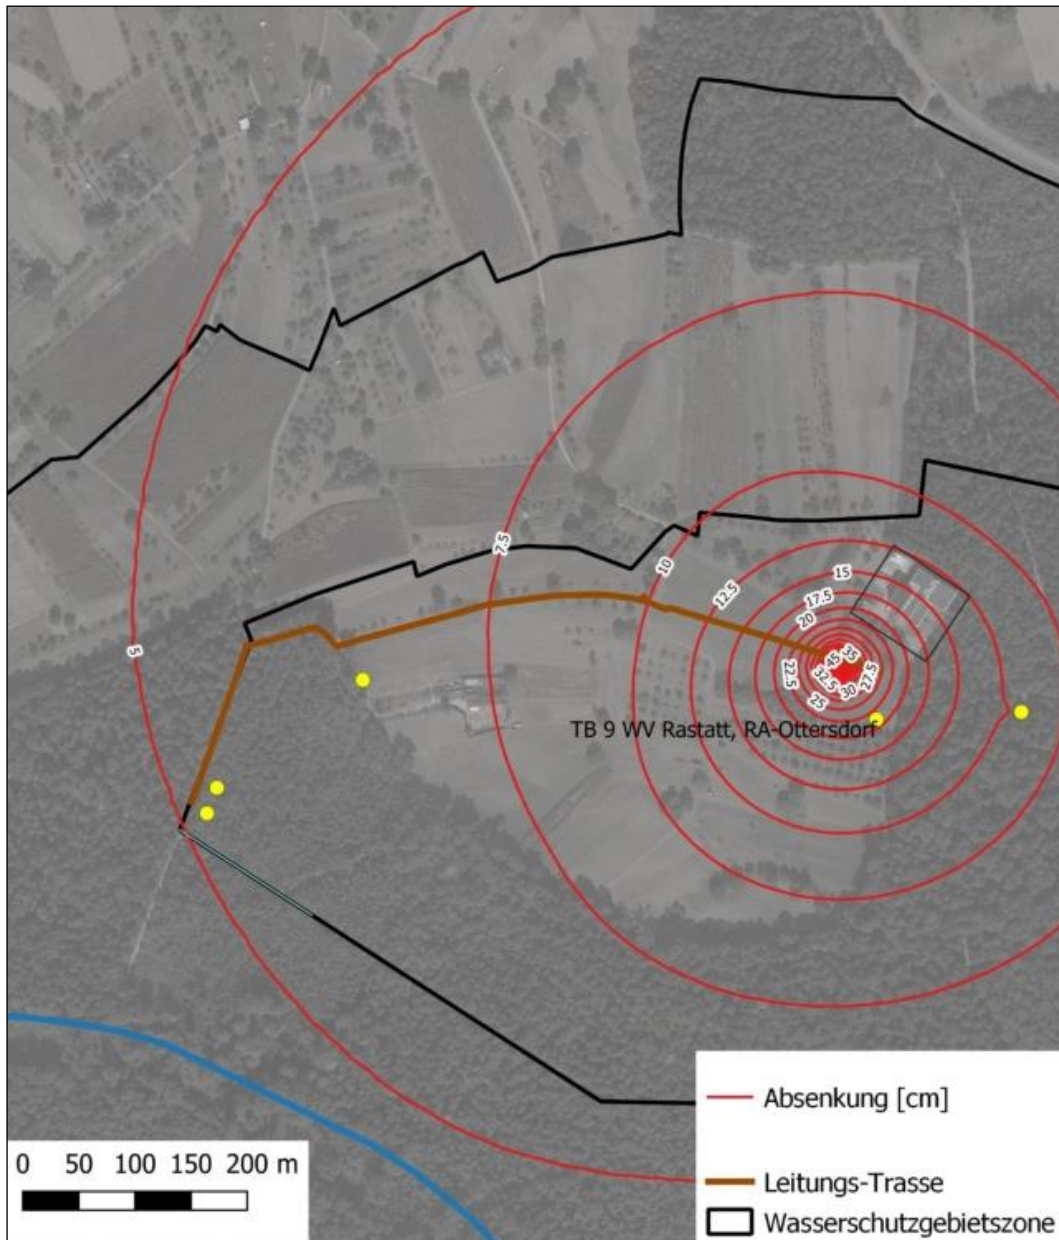 5
7.5
10
12.5
15
17.5
20
22.5
25
27.5
30
32.5
35
45
TB 9 WV Rastatt, RA-Ottersdorf
Absenkung [cm]
Leitungs-Trasse
Wasserschutzgebietszone
0 50 100 150 200 m